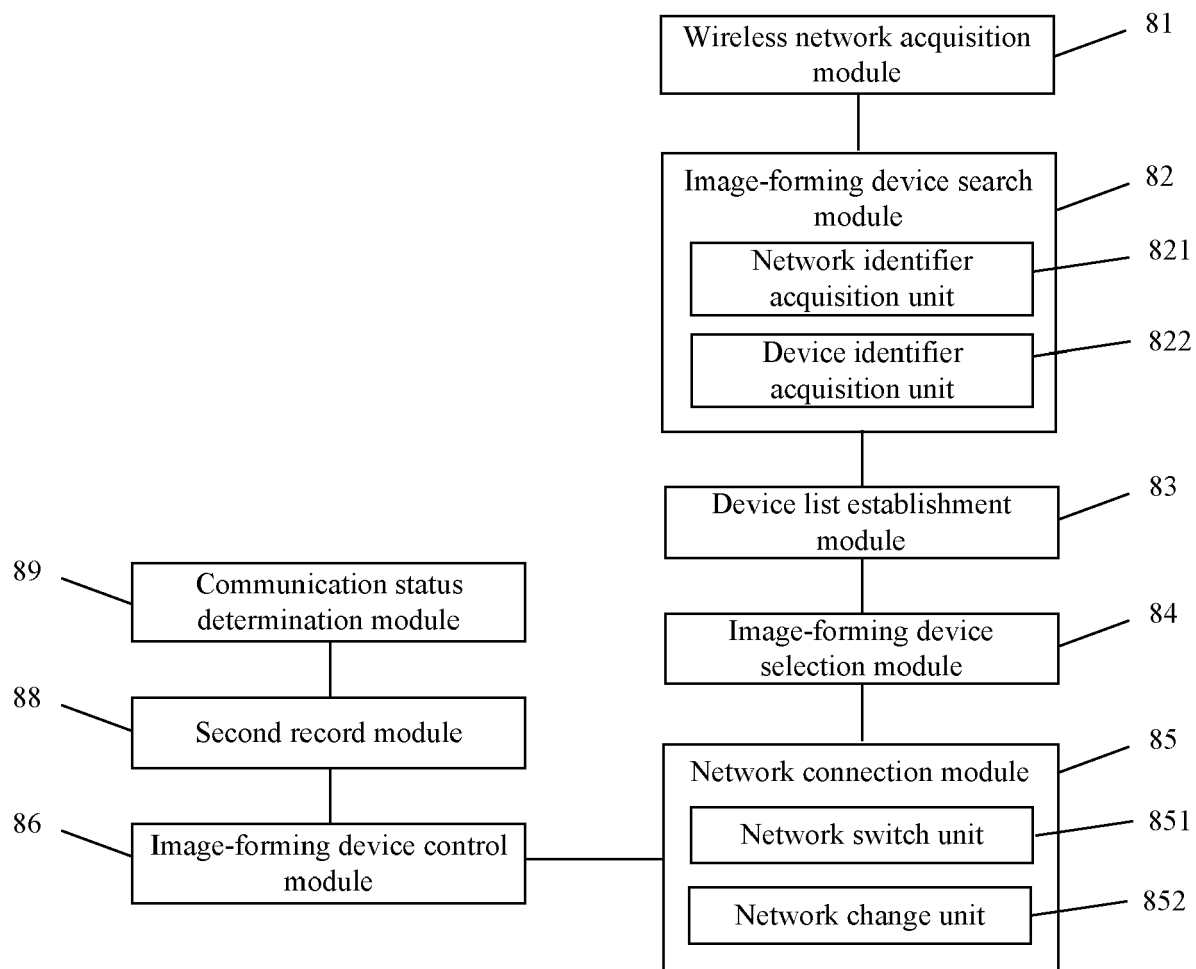 Wireless network acquisition
module
81
Image-forming device search
module
82
Network identifier
acquisition unit
821
Device identifier
acquisition unit
822
Device list establishment
module
83
Image-forming device
selection module
84
Network connection module
85
Network switch unit
851
Network change unit
852
89
Communication status
determination module
88
Second record module
86
Image-forming device control
module